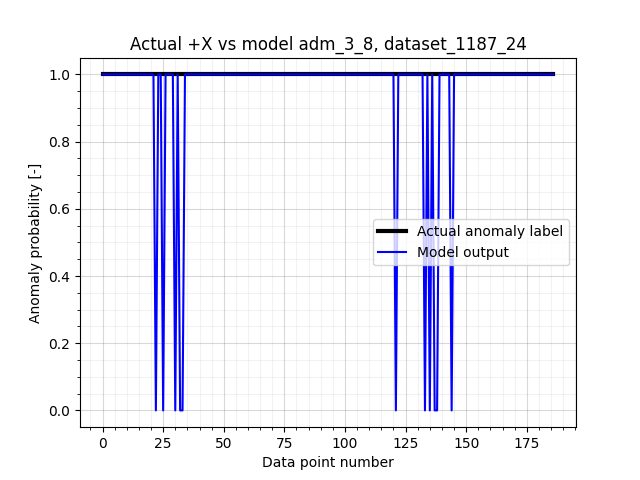 Actual +X vs model adm_3_8, dataset_1187_24
Anomaly probability [-]
1.0
0.8
0.6
0.4
0.2
0.0
Actual anomaly label
Model output
0 25 50 75 100 125 150 175
Data point number